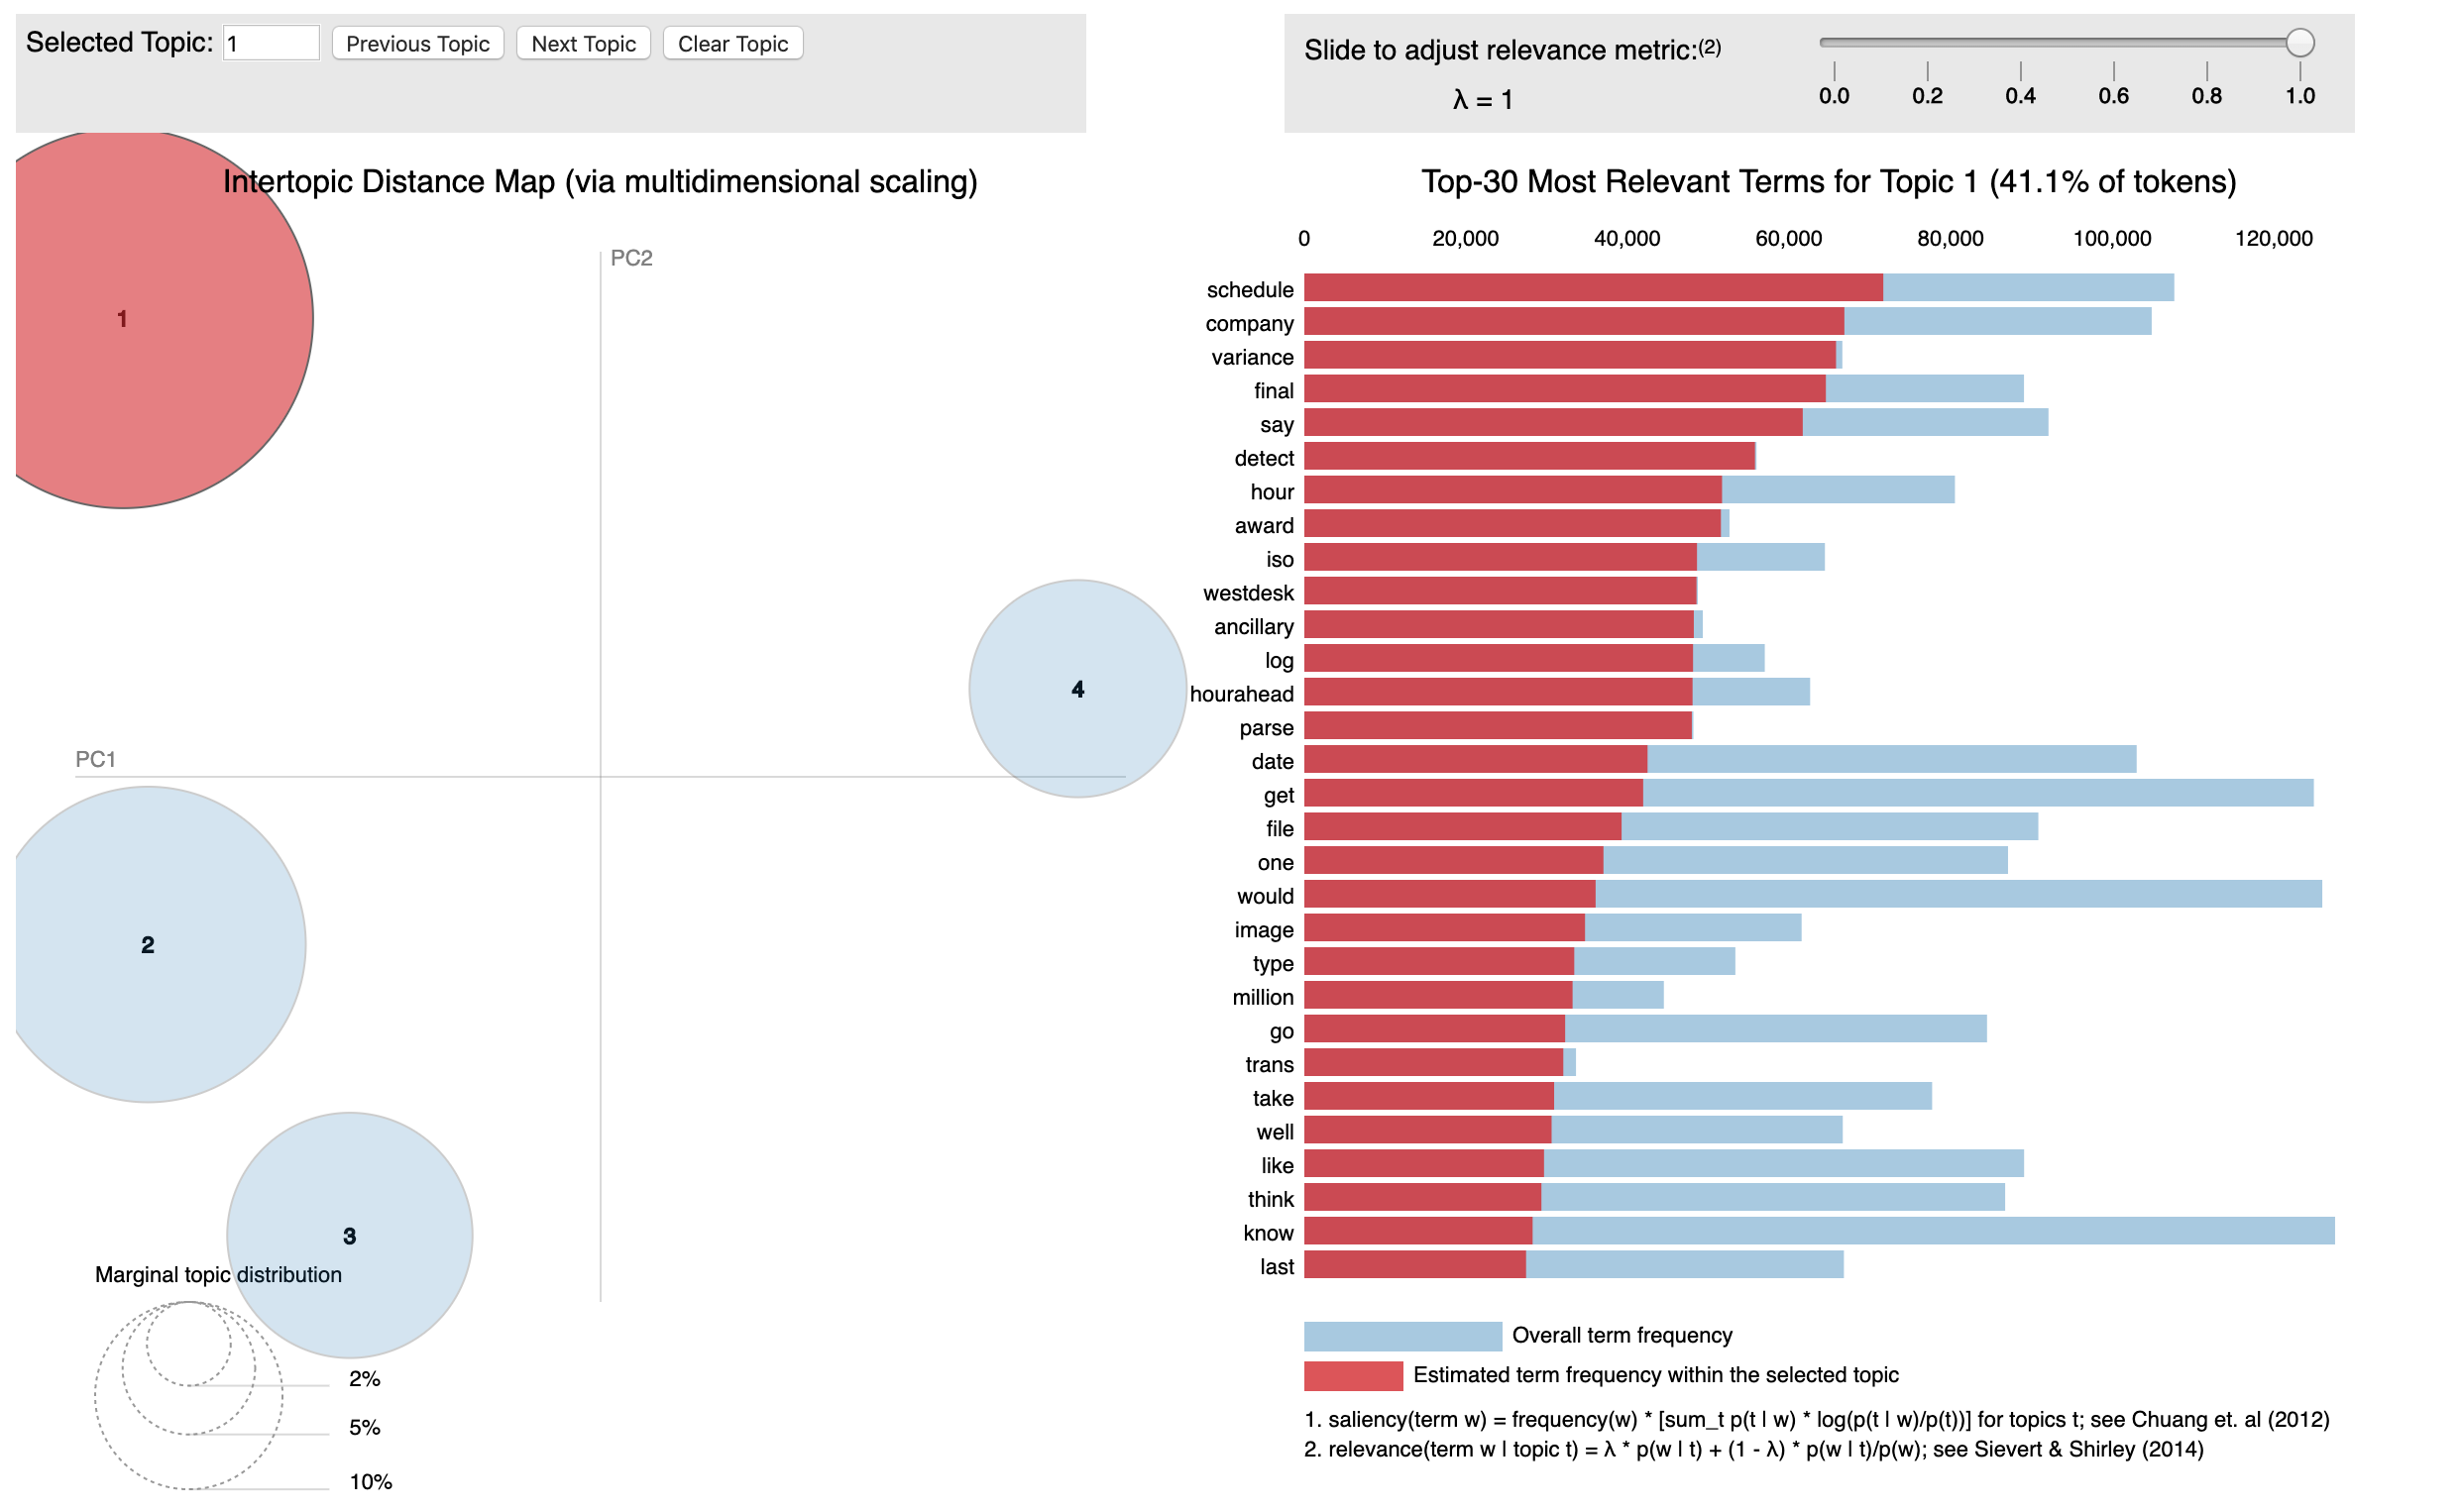 Selected Topic: 1 Previous Topic Next Topic Clear Topic
Slide to adjust relevance metric:(2)
λ = 1
0.0 0.2 0.4 0.6 0.8 1.0
Intertopic Distance Map (via multidimensional scaling)
PC2
PC1
1
4
2
3
Marginal topic distribution
2%
5%
10%
Top-30 Most Relevant Terms for Topic 1 (41.1% of tokens)
0 20,000 40,000 60,000 80,000 100,000 120,000
schedule
company
variance
final
say
detect
hour
award
iso
westdesk
ancillary
log
hourahead
parse
date
get
file
one
would
image
type
million
go
trans
take
well
like
think
know
last
Overall term frequency
Estimated term frequency within the selected topic
1. saliency(term w) = frequency(w) * [sum_t p(t | w) * log(p(t | w)/p(t))] for topics t; see Chuang et. al (2012)
2. relevance(term w | topic t) = λ * p(w | t) + (1 - λ) * p(w | t)/p(w); see Sievert & Shirley (2014)